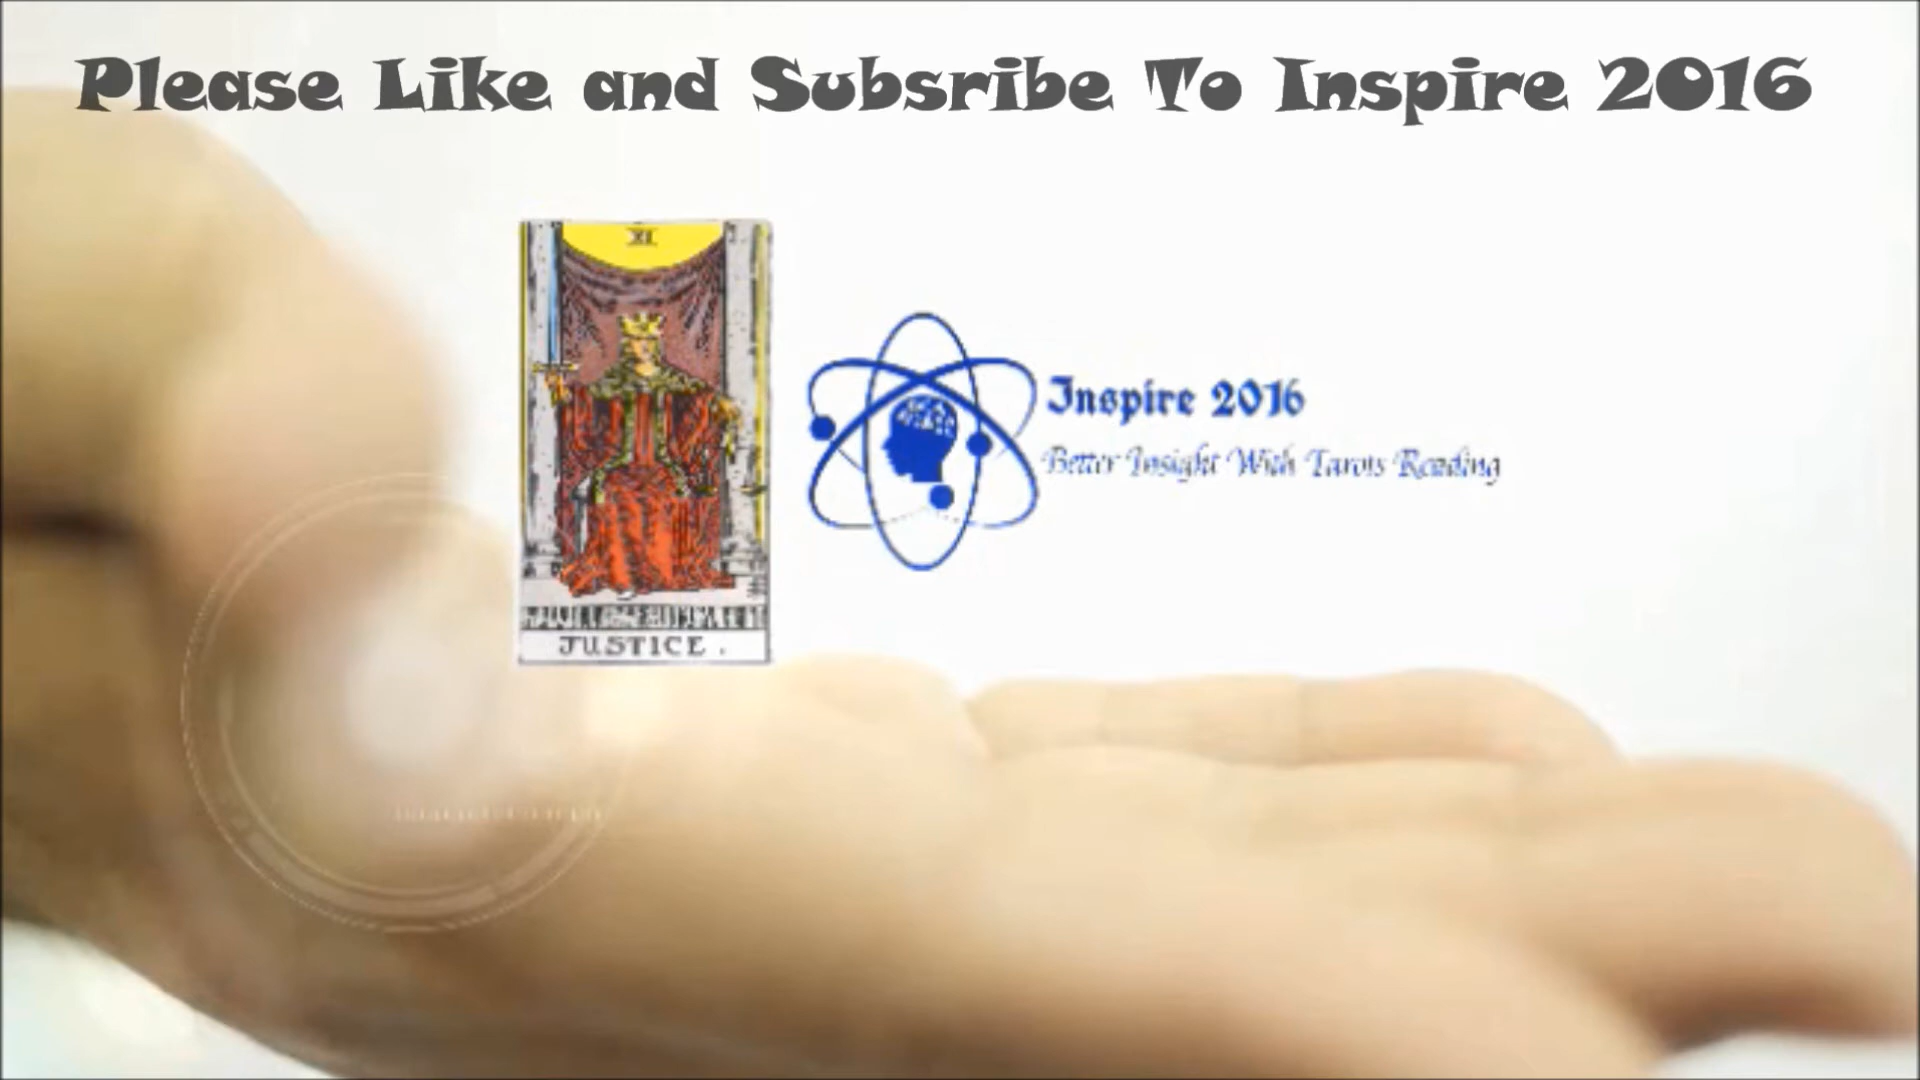 Please Like and Subsribe To Inspire 2016
XI
JUSTICE.
Inspire 2016
Better Insight With Tarots Reading